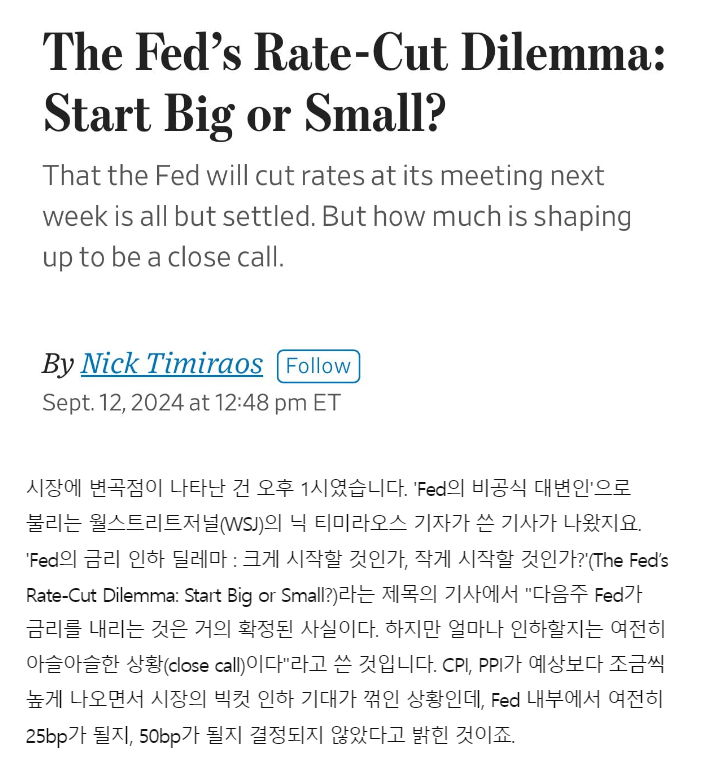 The Fed's Rate-Cut Dilemma:
Start Big or Small?
That the Fed will cut rates at its meeting next
week is all but settled. But how much is shaping
up to be a close call.
By Nick Timiraos Follow
Sept. 12, 2024 at 12:48 pm ET
시장에 변곡점이 나타난 건 오후 1시였습니다. 'Fed의 비공식 대변인'으로
불리는 월스트리트저널(WSJ)의 닉 티미라오스 기자가 쓴 기사가 나왔지요.
'Fed의 금리 인하 딜레마 : 크게 시작할 것인가, 작게 시작할 것인가?'(The Fed's
Rate-Cut Dilemma: Start Big or Small?)라는 제목의 기사에서 "다음주 Fed가
금리를 내리는 것은 거의 확정된 사실이다. 하지만 얼마나 인하할지는 여전히
아슬아슬한 상황(close call)이다"라고 쓴 것입니다. CPI, PPI가 예상보다 조금씩
높게 나오면서 시장의 빅컷 인하 기대가 꺾인 상황인데, Fed 내부에서 여전히
25bp가 될지, 50bp가 될지 결정되지 않았다고 밝힌 것이죠.